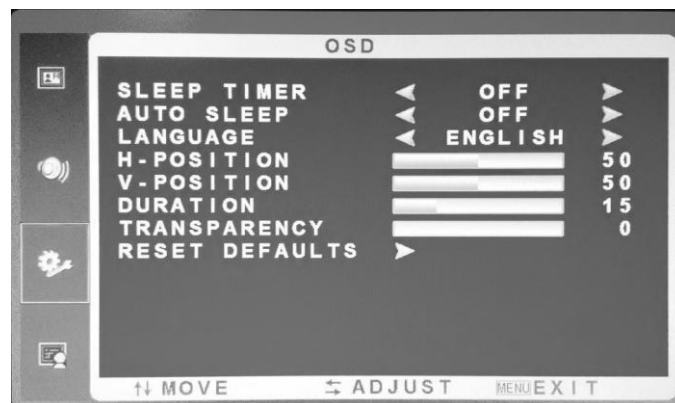 OSD
SLEEP TIMER OFF
AUTO SLEEP OFF
LANGUAGE ENGLISH
H-POSITION 50
V-POSITION 50
DURATION 15
TRANSPARENCY 0
RESET DEFAULTS
↑↓ MOVE ⇆ ADJUST MENU EXIT